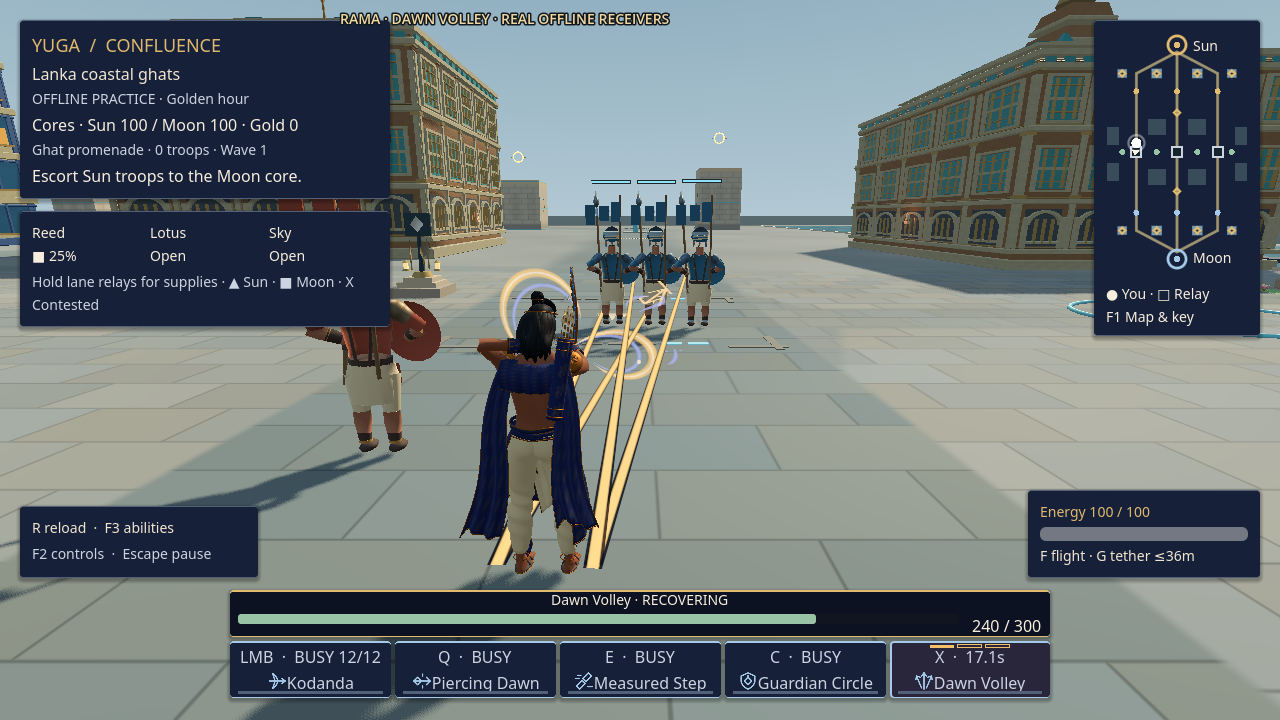 RAMA · DAWN VOLLEY · REAL OFFLINE RECEIVERS
YUGA / CONFLUENCE
Lanka coastal ghats
OFFLINE PRACTICE · Golden hour
Cores · Sun 100 / Moon 100 · Gold 0
Ghat promenade · 0 troops · Wave 1
Escort Sun troops to the Moon core.
Reed Lotus Sky
■ 25% Open Open
Hold lane relays for supplies · ▲ Sun · ■ Moon · X
Contested
Sun
Moon
● You · □ Relay
F1 Map & key
R reload · F3 abilities
F2 controls · Escape pause
Energy 100 / 100
F flight · G tether ≤36m
Dawn Volley · RECOVERING
240 / 300
LMB · BUSY 12/12
Kodanda
Q · BUSY
Piercing Dawn
E · BUSY
Measured Step
C · BUSY
Guardian Circle
X · 17.1s
Dawn Volley